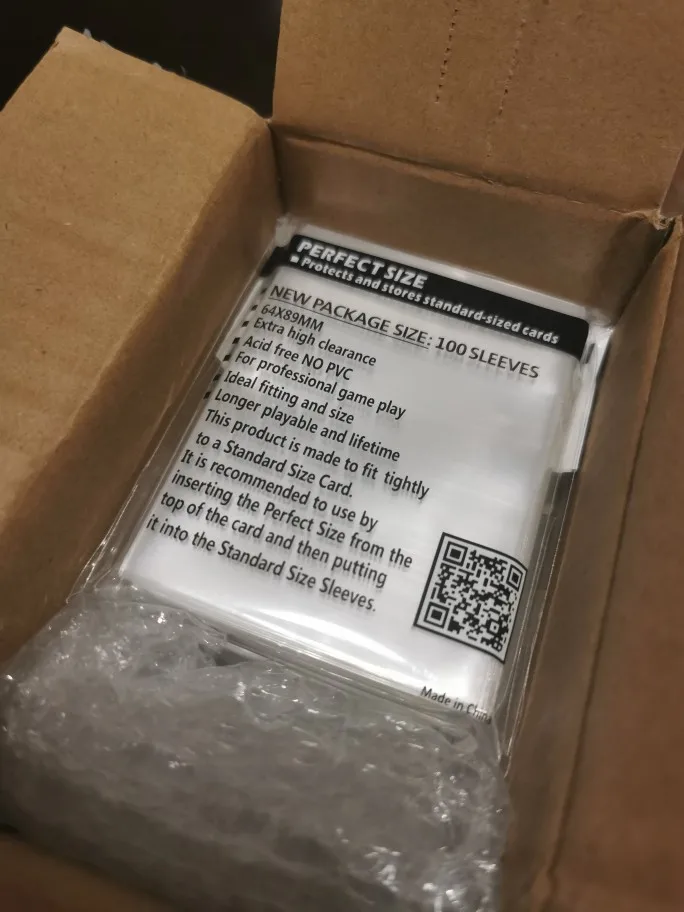 PERFECT SIZE
▪ Protects and stores standard-sized cards
▪ NEW PACKAGE SIZE: 100 SLEEVES
▪ 64X89MM
▪ Extra high clearance
▪ Acid free NO PVC
▪ For professional game play
▪ Ideal fitting and size
▪ Longer playable and lifetime
This product is made to fit tightly
to a Standard Size Card.
It is recommended to use by
inserting the Perfect Size from the
top of the card and then putting
it into the Standard Size Sleeves.
Made in China